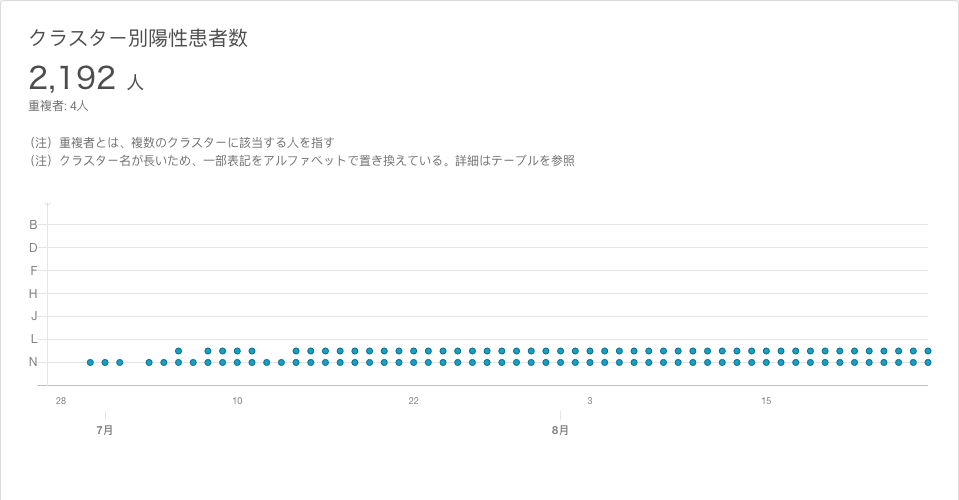 クラスター別陽性患者数
2,192 人
重複者: 4人
（注）重複者とは、複数のクラスターに該当する人を指す
（注）クラスター名が長いため、一部表記をアルファベットで置き換えている。詳細はテーブルを参照
B
D
F
H
J
L
N
28 10 22 3 15
7月 8月